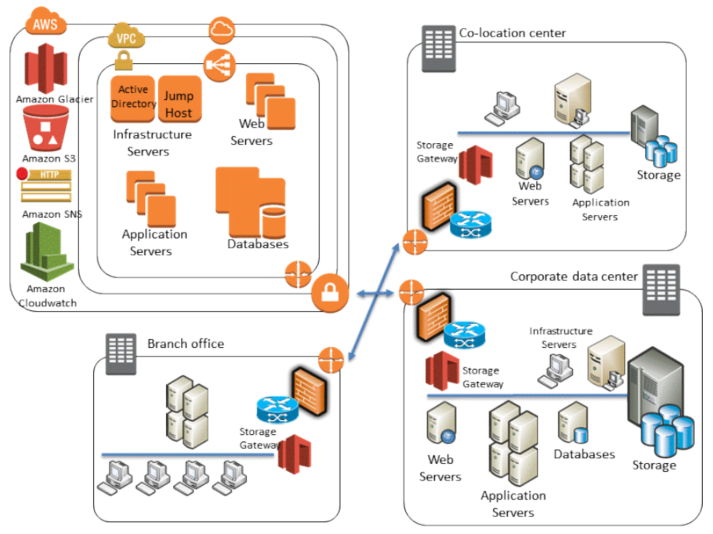 AWS
VPC
Amazon Glacier
Amazon S3
HTTP
Amazon SNS
Amazon
Cloudwatch
Active
Directory
Jump
Host
Infrastructure
Servers
Web
Servers
Application
Servers
Databases
Co-location center
Storage
Gateway
Web
Servers
Application
Servers
Storage
Corporate data center
Infrastructure
Servers
Storage
Gateway
Web
Servers
Application
Servers
Databases
Storage
Branch office
Storage
Gateway